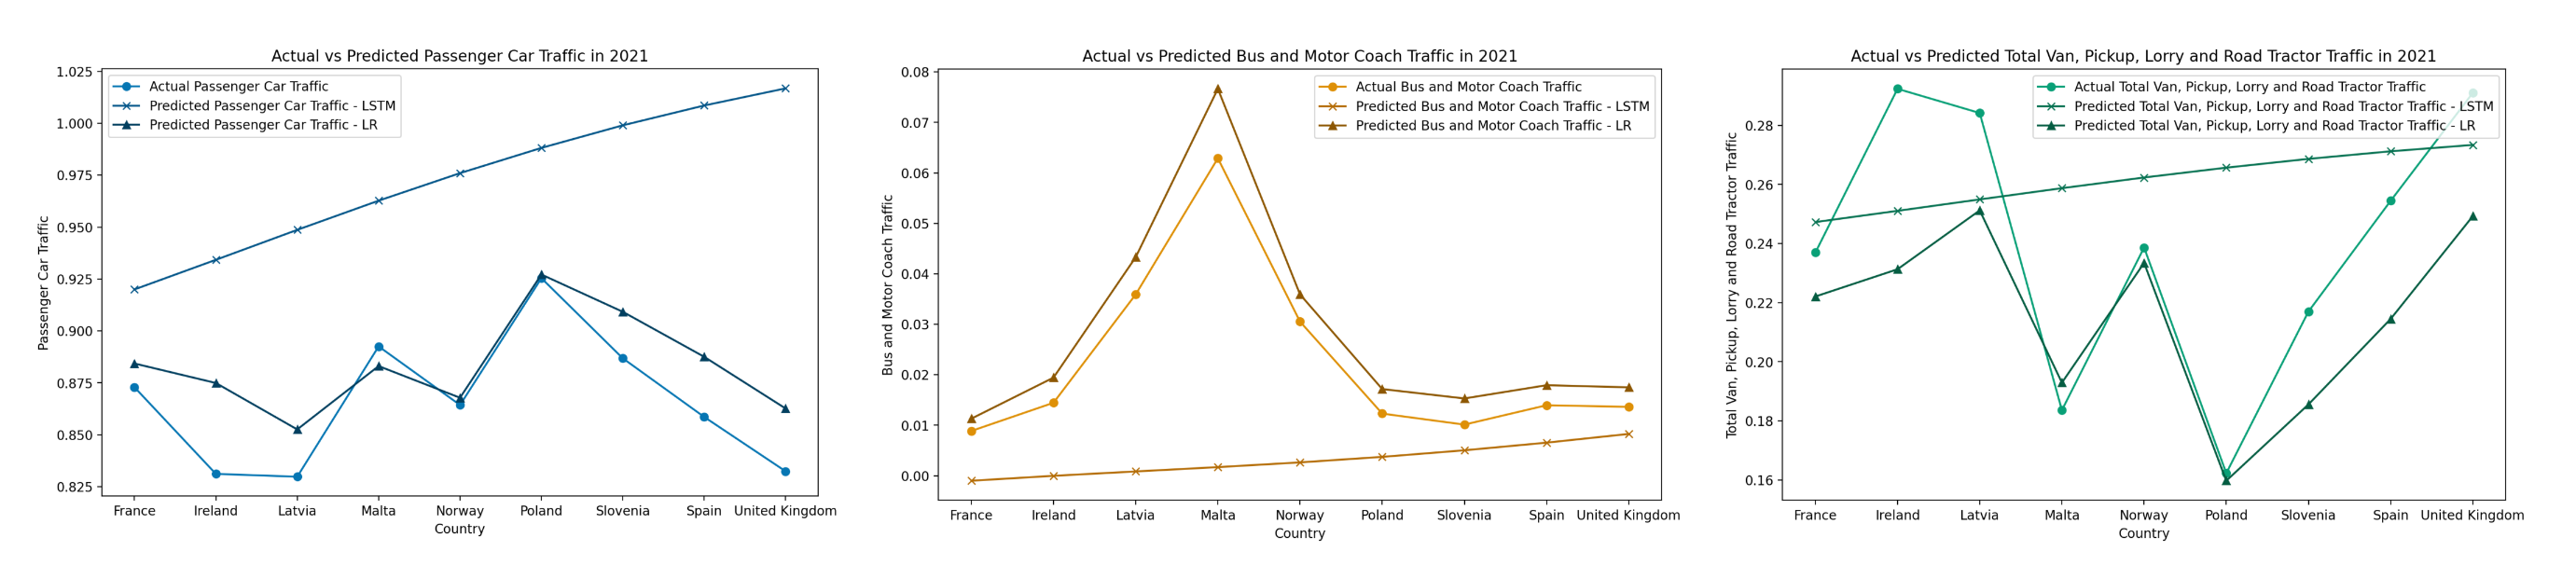 Actual vs Predicted Passenger Car Traffic in 2021
Actual Passenger Car Traffic
Predicted Passenger Car Traffic - LSTM
Predicted Passenger Car Traffic - LR
1.025
1.000
0.975
0.950
0.925
0.900
0.875
0.850
0.825
Passenger Car Traffic
France Ireland Latvia Malta Norway Poland Slovenia Spain United Kingdom
Country
Actual vs Predicted Bus and Motor Coach Traffic in 2021
Actual Bus and Motor Coach Traffic
Predicted Bus and Motor Coach Traffic - LSTM
Predicted Bus and Motor Coach Traffic - LR
0.08
0.07
0.06
0.05
0.04
0.03
0.02
0.01
0.00
Bus and Motor Coach Traffic
France Ireland Latvia Malta Norway Poland Slovenia Spain United Kingdom
Country
Actual vs Predicted Total Van, Pickup, Lorry and Road Tractor Traffic in 2021
Actual Total Van, Pickup, Lorry and Road Tractor Traffic
Predicted Total Van, Pickup, Lorry and Road Tractor Traffic - LSTM
Predicted Total Van, Pickup, Lorry and Road Tractor Traffic - LR
0.28
0.26
0.24
0.22
0.20
0.18
0.16
Total Van, Pickup, Lorry and Road Tractor Traffic
France Ireland Latvia Malta Norway Poland Slovenia Spain United Kingdom
Country